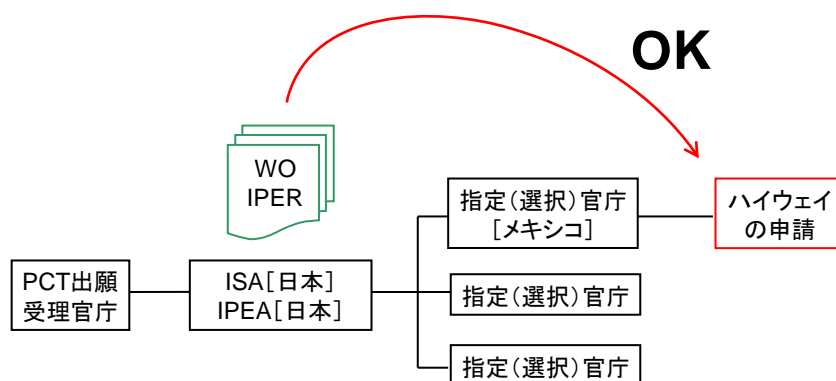 OK
WO
IPER
指定(選択)官庁
[メキシコ]
ハイウェイ
の申請
PCT出願
受理官庁
ISA[日本]
IPEA[日本]
指定(選択)官庁
指定(選択)官庁